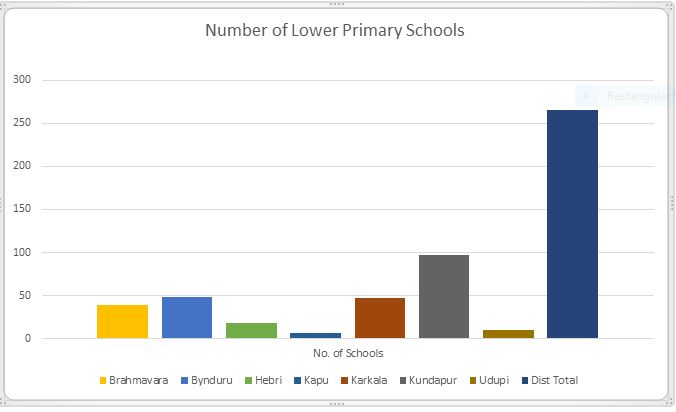 Number of Lower Primary Schools
300
Rectangular
250
200
150
100
50
0
No. of Schools
Brahmavara Bynduru Hebri Kapu Karkala Kundapur Udupi Dist Total